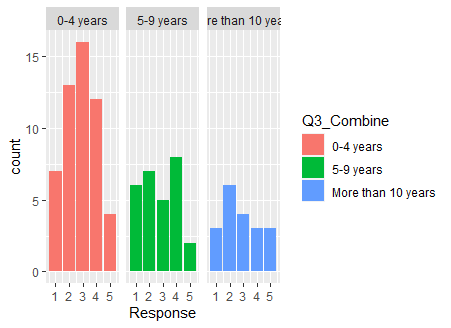 0-4 years
5-9 years
re than 10 yea
count
15
10
5
0
1 2 3 4 5
1 2 3 4 5
1 2 3 4 5
Response
Q3_Combine
0-4 years
5-9 years
More than 10 years